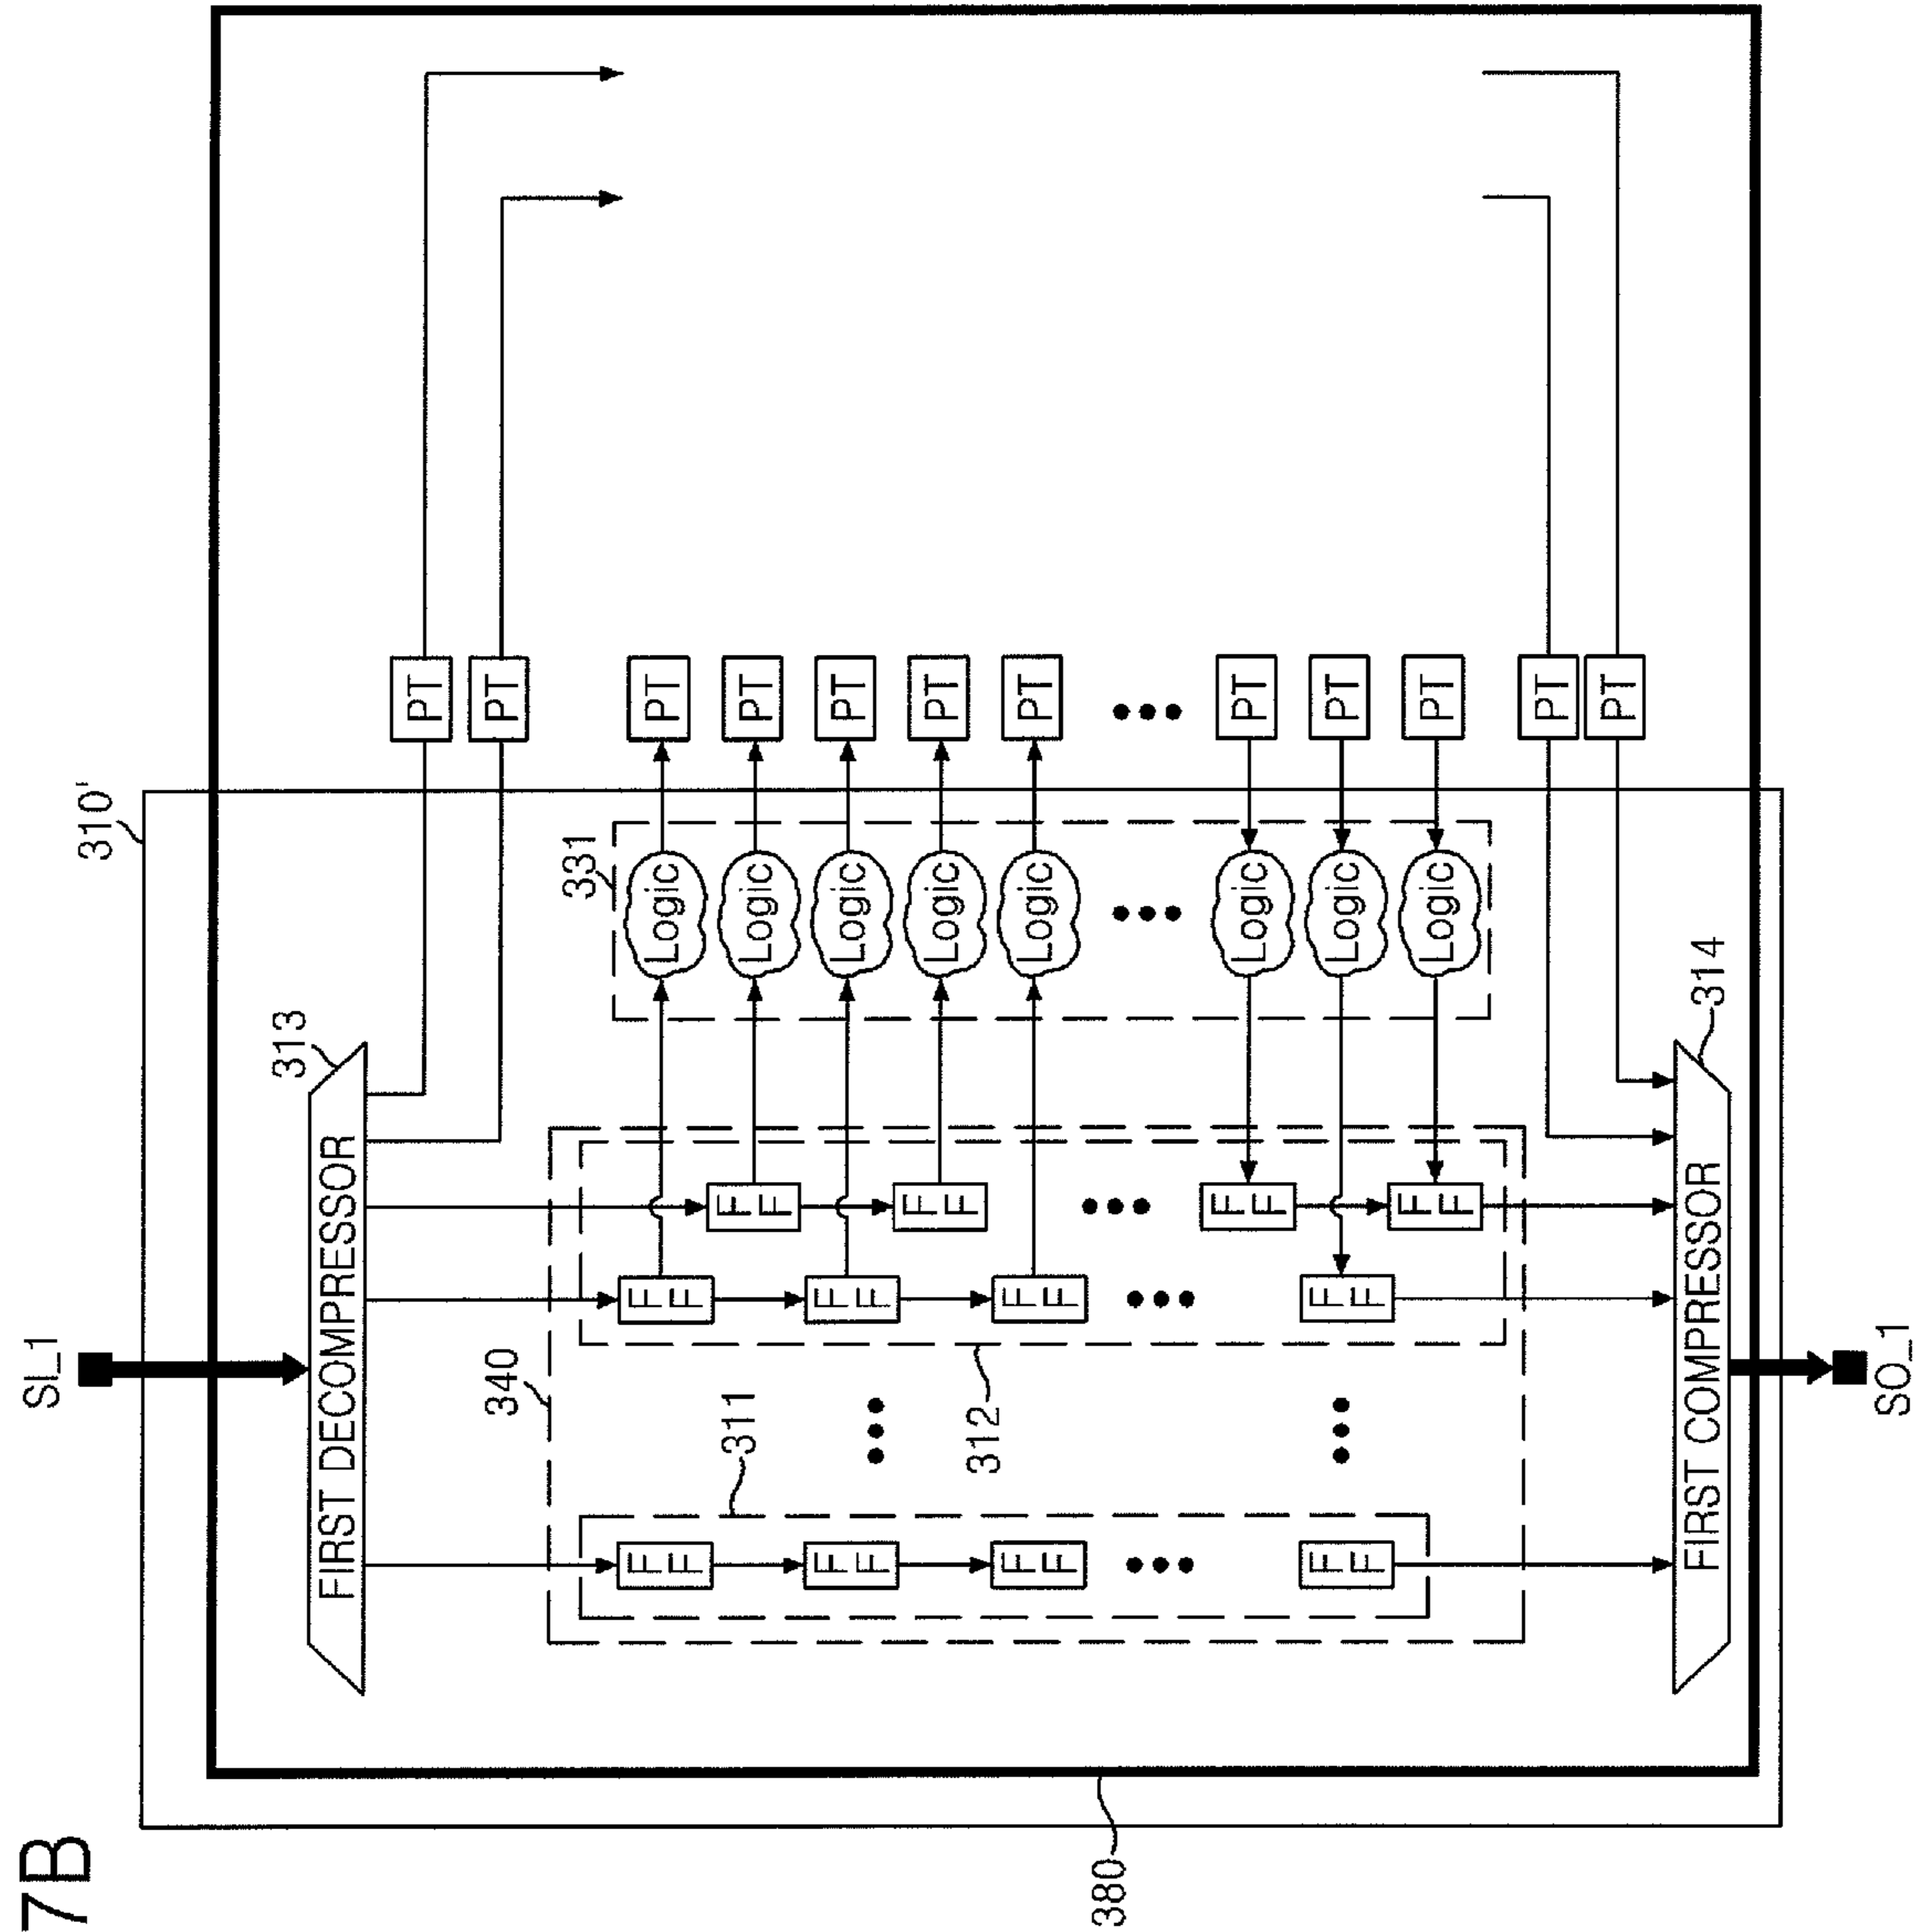 7B
SI_1
310'
FIRST DECOMPRESSOR
313
PT
PT
340
311
312
331
FF
FF
FF
FF
FF
FF
FF
FF
FF
FF
FF
FF
Logic
Logic
Logic
Logic
Logic
Logic
Logic
Logic
PT
PT
PT
PT
PT
PT
PT
PT
PT
PT
FIRST COMPRESSOR
314
SO_1
380